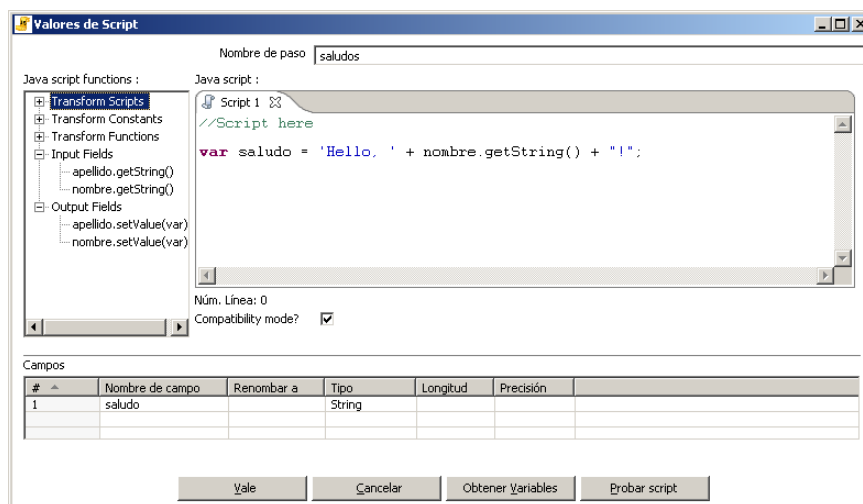 Valores de Script
Nombre de paso saludos
Java script functions :
Transform Scripts
Transform Constants
Transform Functions
Input Fields
apellido.getString()
nombre.getString()
Output Fields
apellido.setValue(var)
nombre.setValue(var)
Java script :
Script 1
//Script here
var saludo = 'Hello, ' + nombre.getString() + "!";
Núm. Línea: 0
Compatibility mode?
Campos
# Nombre de campo Renombar a Tipo Longitud Precisión
1 saludo String
Vale Cancelar Obtener Variables Probar script